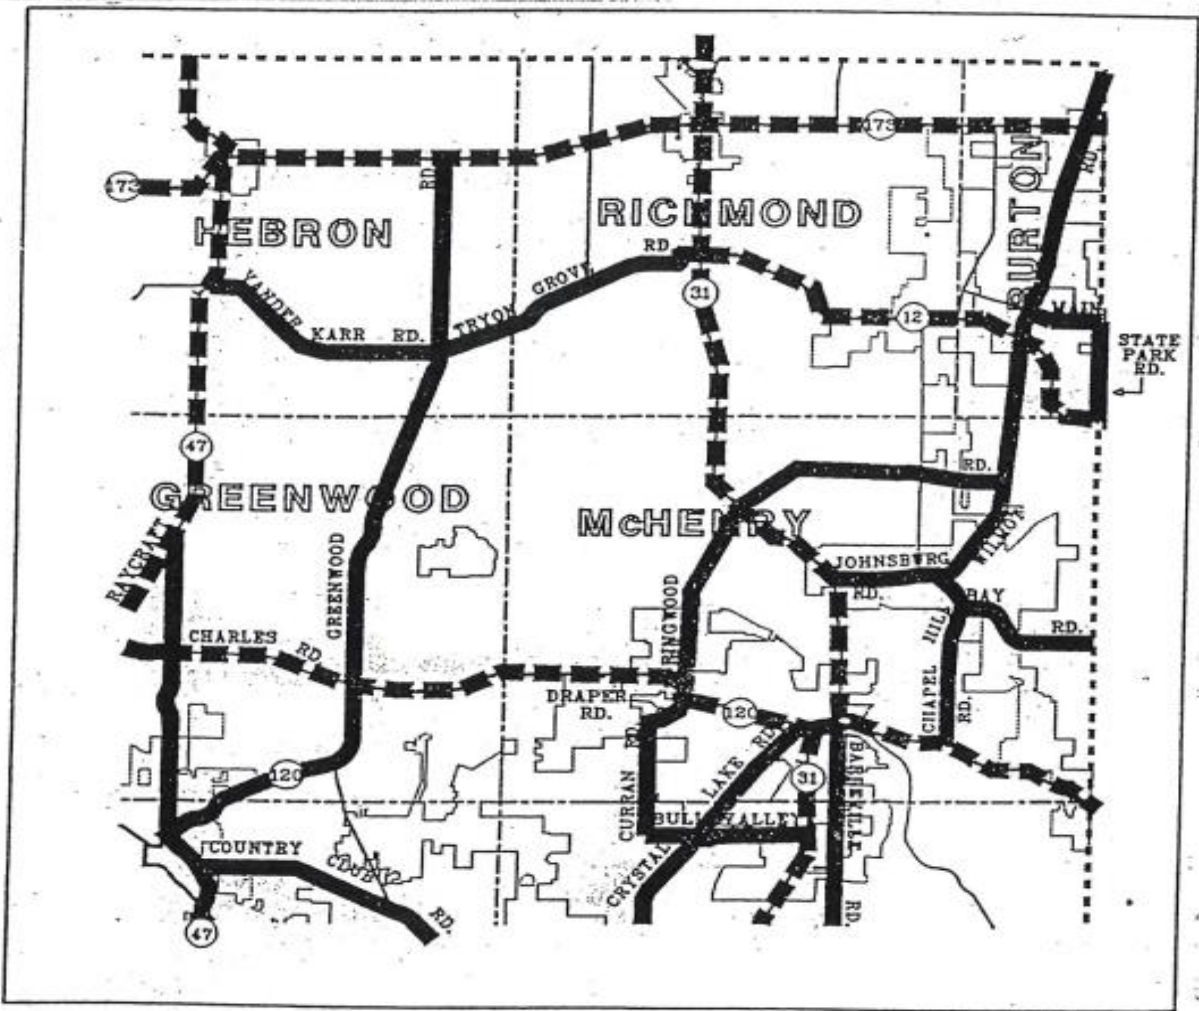 173
173
RD.
RD.
HEBRON
RICHMOND
BURTON
VANDER
KARR RD.
TRYON
GROVE
RD
31
12
MAIN
STATE
PARK
RD.
47
GREENWOOD
McHENRY
RD.
RAYCRAFT
GREENWOOD
JOHNSBURG
RD.
WILMOT
RINGWOOD
BAY
RD.
HILL
CHAPEL
RD.
CHARLES
RD.
DRAPER
RD.
120
RD.
CURRAN
LAKE
RD.
CRYSTAL
31
BARREVILLE
RD.
120
BULL VALLEY
COUNTRY
CLUB
RD.
47